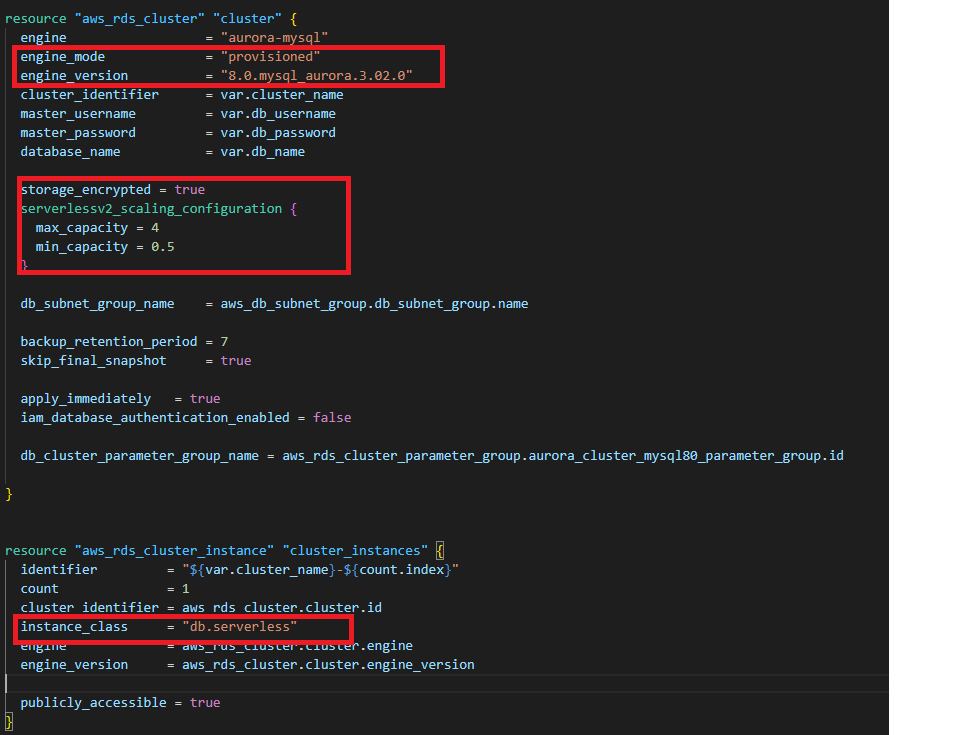 resource "aws_rds_cluster" "cluster" {
  engine                  = "aurora-mysql"
  engine_mode             = "provisioned"
  engine_version          = "8.0.mysql_aurora.3.02.0"
  cluster_identifier      = var.cluster_name
  master_username         = var.db_username
  master_password         = var.db_password
  database_name           = var.db_name
  storage_encrypted = true
  serverlessv2_scaling_configuration {
    max_capacity = 4
    min_capacity = 0.5
  }
  db_subnet_group_name    = aws_db_subnet_group.db_subnet_group.name
  backup_retention_period = 7
  skip_final_snapshot     = true
  apply_immediately   = true
  iam_database_authentication_enabled = false
  db_cluster_parameter_group_name = aws_rds_cluster_parameter_group.aurora_cluster_mysql80_parameter_group.id
}
resource "aws_rds_cluster_instance" "cluster_instances" {
  identifier         = "${var.cluster_name}-${count.index}"
  count              = 1
  cluster_identifier = aws_rds_cluster.cluster.id
  instance_class     = "db.serverless"
  engine             = aws_rds_cluster.cluster.engine
  engine_version     = aws_rds_cluster.cluster.engine_version
  publicly_accessible = true
}